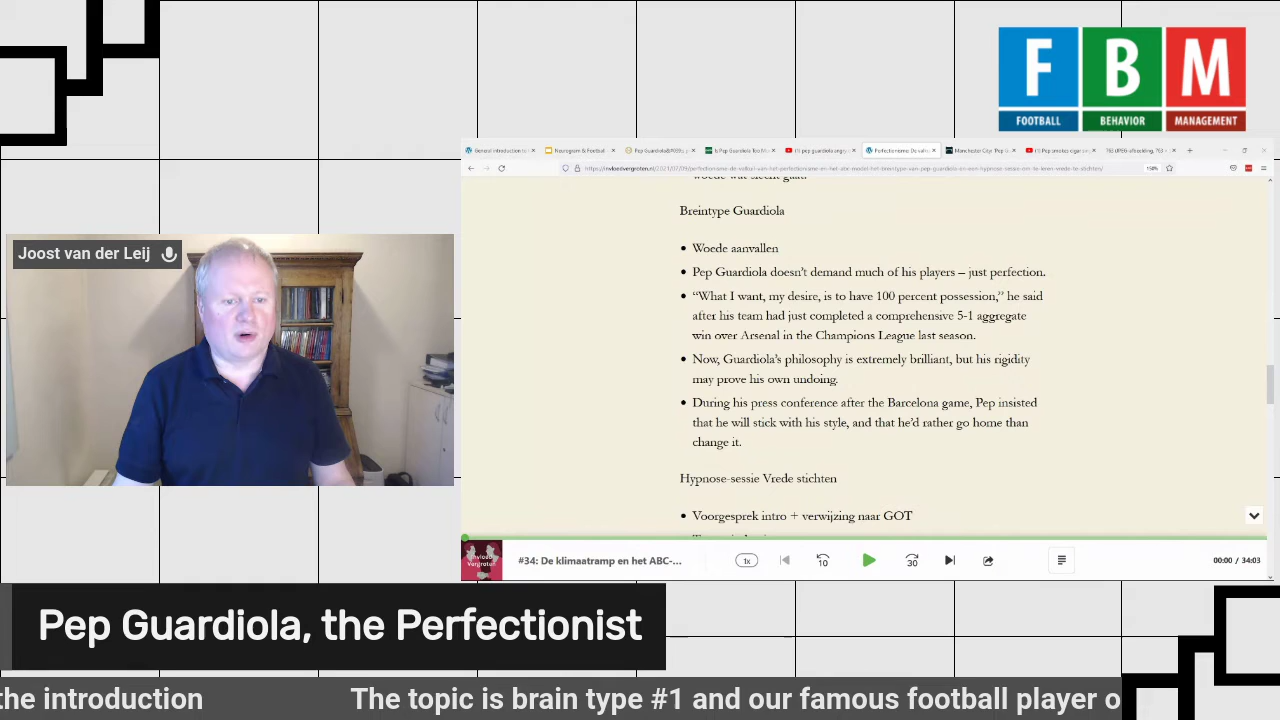 F B M
FOOTBALL BEHAVIOR MANAGEMENT
Joost van der Leij
Breintype Guardiola
Woede aanvallen
Pep Guardiola doesn't demand much of his players – just perfection.
“What I want, my desire, is to have 100 percent possession,” he said
after his team had just completed a comprehensive 5-1 aggregate
win over Arsenal in the Champions League last season.
Now, Guardiola's philosophy is extremely brilliant, but his rigidity
may prove his own undoing.
During his press conference after the Barcelona game, Pep insisted
that he will stick with his style, and that he'd rather go home than
change it.
Hypnose-sessie Vrede stichten
Voorgesprek intro + verwijzing naar GOT
#34: De klimaatramp en het ABC-...
1x
10
30
00:00 / 34:03
Pep Guardiola, the Perfectionist
the introduction
The topic is brain type #1 and our famous football player o